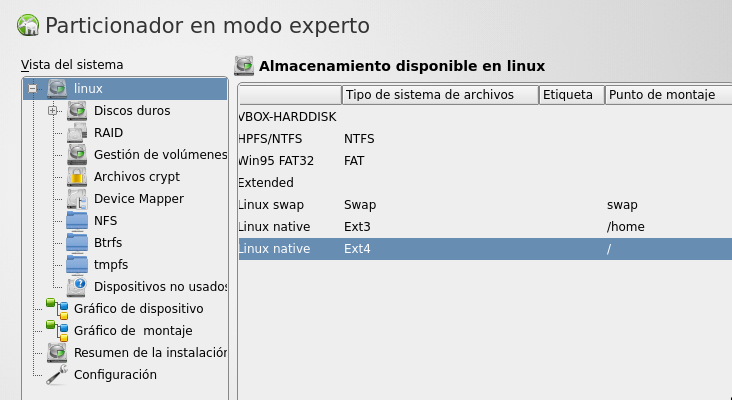 Particionador en modo experto
Vista del sistema
Almacenamiento disponible en linux
linux
Discos duros
RAID
Gestión de volúmenes
Archivos crypt
Device Mapper
NFS
Btrfs
tmpfs
Dispositivos no usados
Gráfico de dispositivo
Gráfico de montaje
Resumen de la instalación
Configuración
Tipo de sistema de archivos Etiqueta Punto de montaje
VBOX-HARDDISK
HPFS/NTFS NTFS
Win95 FAT32 FAT
Extended
Linux swap Swap swap
Linux native Ext3 /home
Linux native Ext4 /